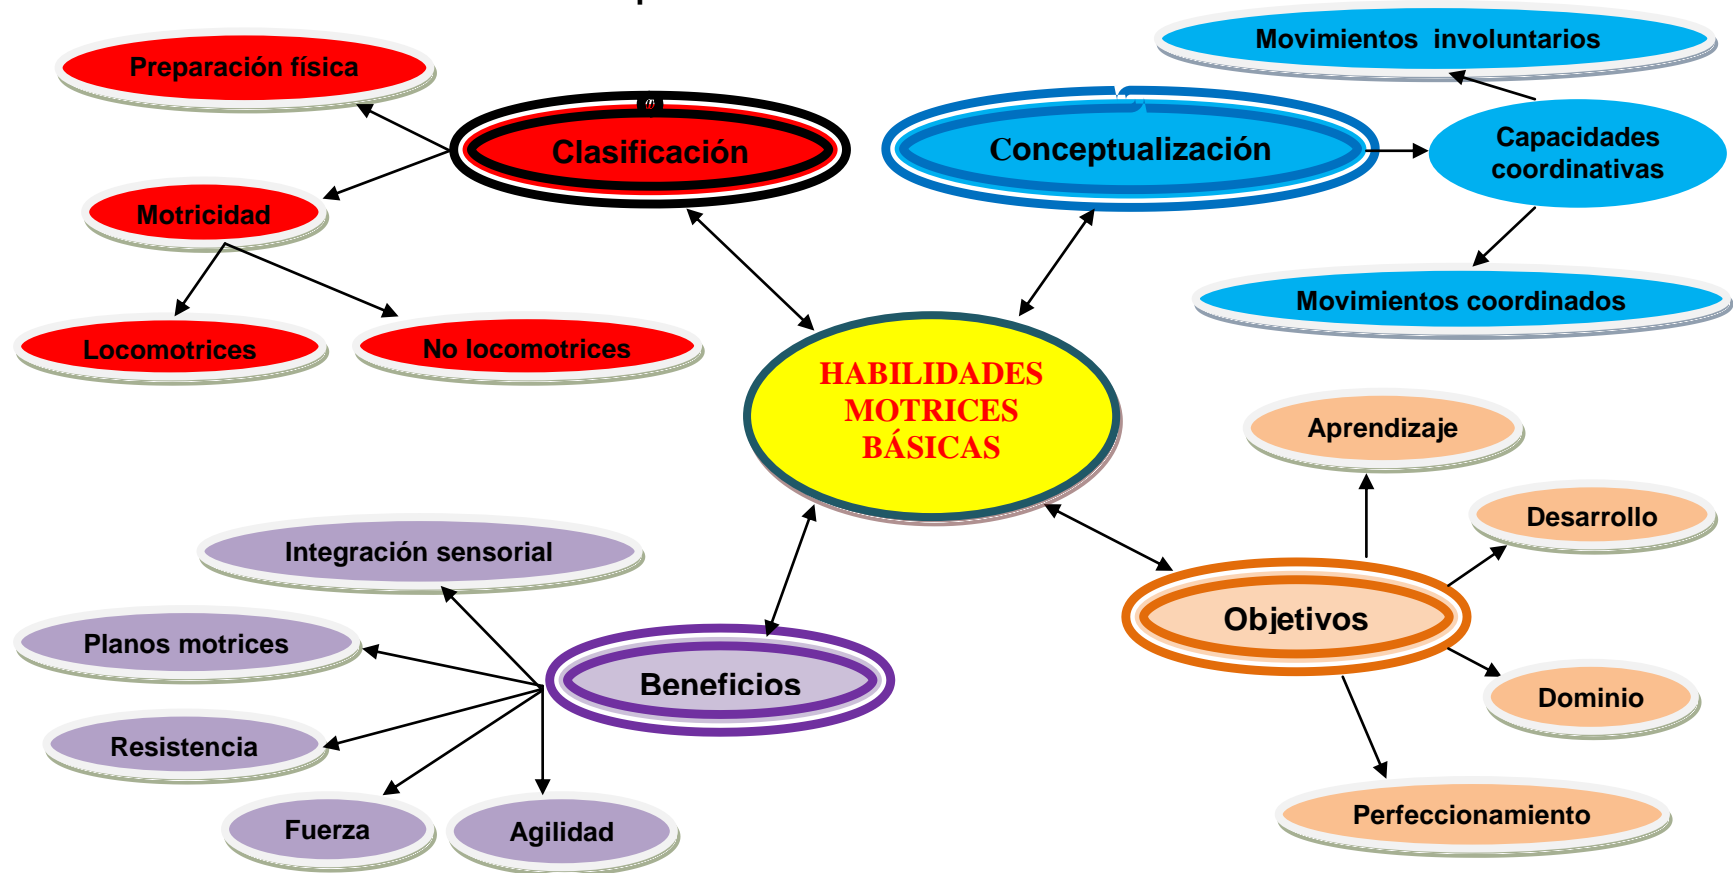 Movimientos involuntarios
Preparación física
Clasificación
Conceptualización
Capacidades
coordinativas
Motricidad
Movimientos coordinados
Locomotrices
No locomotrices
HABILIDADES
MOTRICES
BÁSICAS
Aprendizaje
Desarrollo
Integración sensorial
Objetivos
Planos motrices
Beneficios
Dominio
Resistencia
Perfeccionamiento
Fuerza
Agilidad